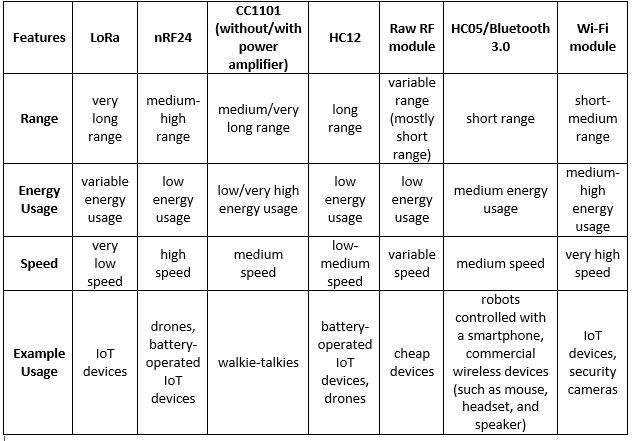 Features
LoRa
nRF24
CC1101
(without/with
power
amplifier)
HC12
Raw RF
module
HC05/Bluetooth
3.0
Wi-Fi
module
Range
very
long
range
medium-
high
range
medium/very
long range
long
range
variable
range
(mostly
short
range)
short range
short-
medium
range
Energy
Usage
variable
energy
usage
low
energy
usage
low/very high
energy usage
low
energy
usage
low
energy
usage
medium energy
usage
medium-
high
energy
usage
Speed
very
low
speed
high
speed
medium
speed
low-
medium
speed
variable
speed
medium speed
very high
speed
Example
Usage
IoT
devices
drones,
battery-
operated
IoT
devices
walkie-talkies
battery-
operated
IoT
devices,
drones
cheap
devices
robots
controlled with
a smartphone,
commercial
wireless devices
(such as mouse,
headset, and
speaker)
IoT
devices,
security
cameras